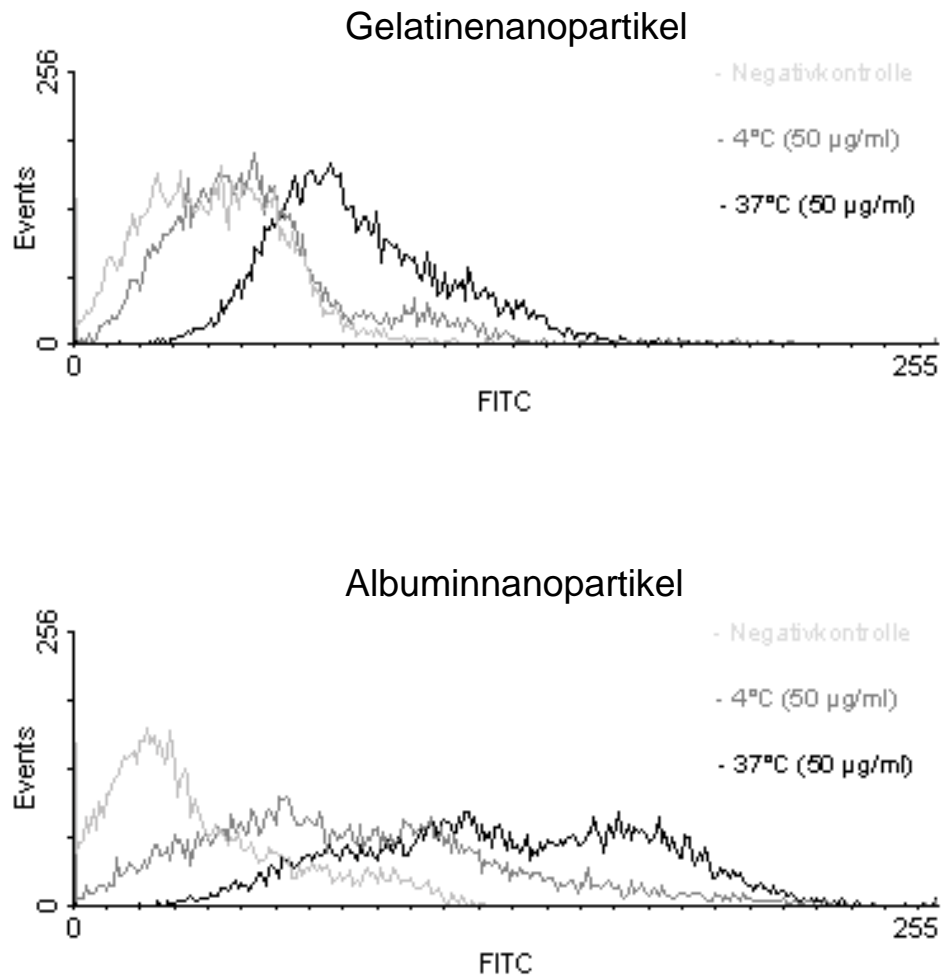 Gelatinenanopartikel
256
- Negativkontrolle
- 4°C (50 µg/ml)
- 37°C (50 µg/ml)
Events
0
0
255
FITC
Albuminnanopartikel
256
- Negativkontrolle
- 4°C (50 µg/ml)
- 37°C (50 µg/ml)
Events
0
0
255
FITC